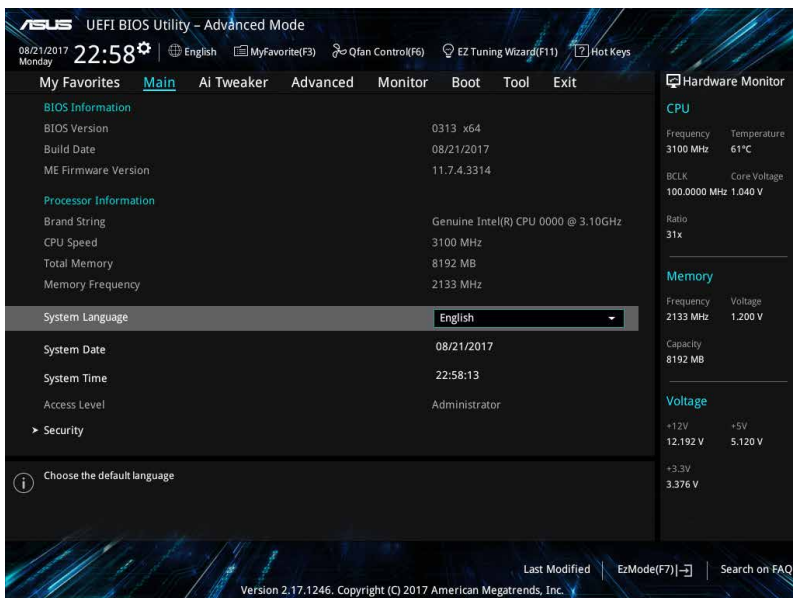 ASUS UEFI BIOS Utility – Advanced Mode
08/21/2017 Monday 22:58 English MyFavorite(F3) Qfan Control(F6) EZ Tuning Wizard(F11) ? Hot Keys
My Favorites Main Ai Tweaker Advanced Monitor Boot Tool Exit
BIOS Information
BIOS Version 0313 x64
Build Date 08/21/2017
ME Firmware Version 11.7.4.3314
Processor Information
Brand String Genuine Intel(R) CPU 0000 @ 3.10GHz
CPU Speed 3100 MHz
Total Memory 8192 MB
Memory Frequency 2133 MHz
System Language English
System Date 08/21/2017
System Time 22:58:13
Access Level Administrator
Security
Choose the default language
Hardware Monitor
CPU
Frequency Temperature
3100 MHz 61°C
BCLK Core Voltage
100.0000 MHz 1.040 V
Ratio
31x
Memory
Frequency Voltage
2133 MHz 1.200 V
Capacity
8192 MB
Voltage
+12V +5V
12.192 V 5.120 V
+3.3V
3.376 V
Last Modified EzMode(F7) Search on FAQ
Version 2.17.1246. Copyright (C) 2017 American Megatrends, Inc.